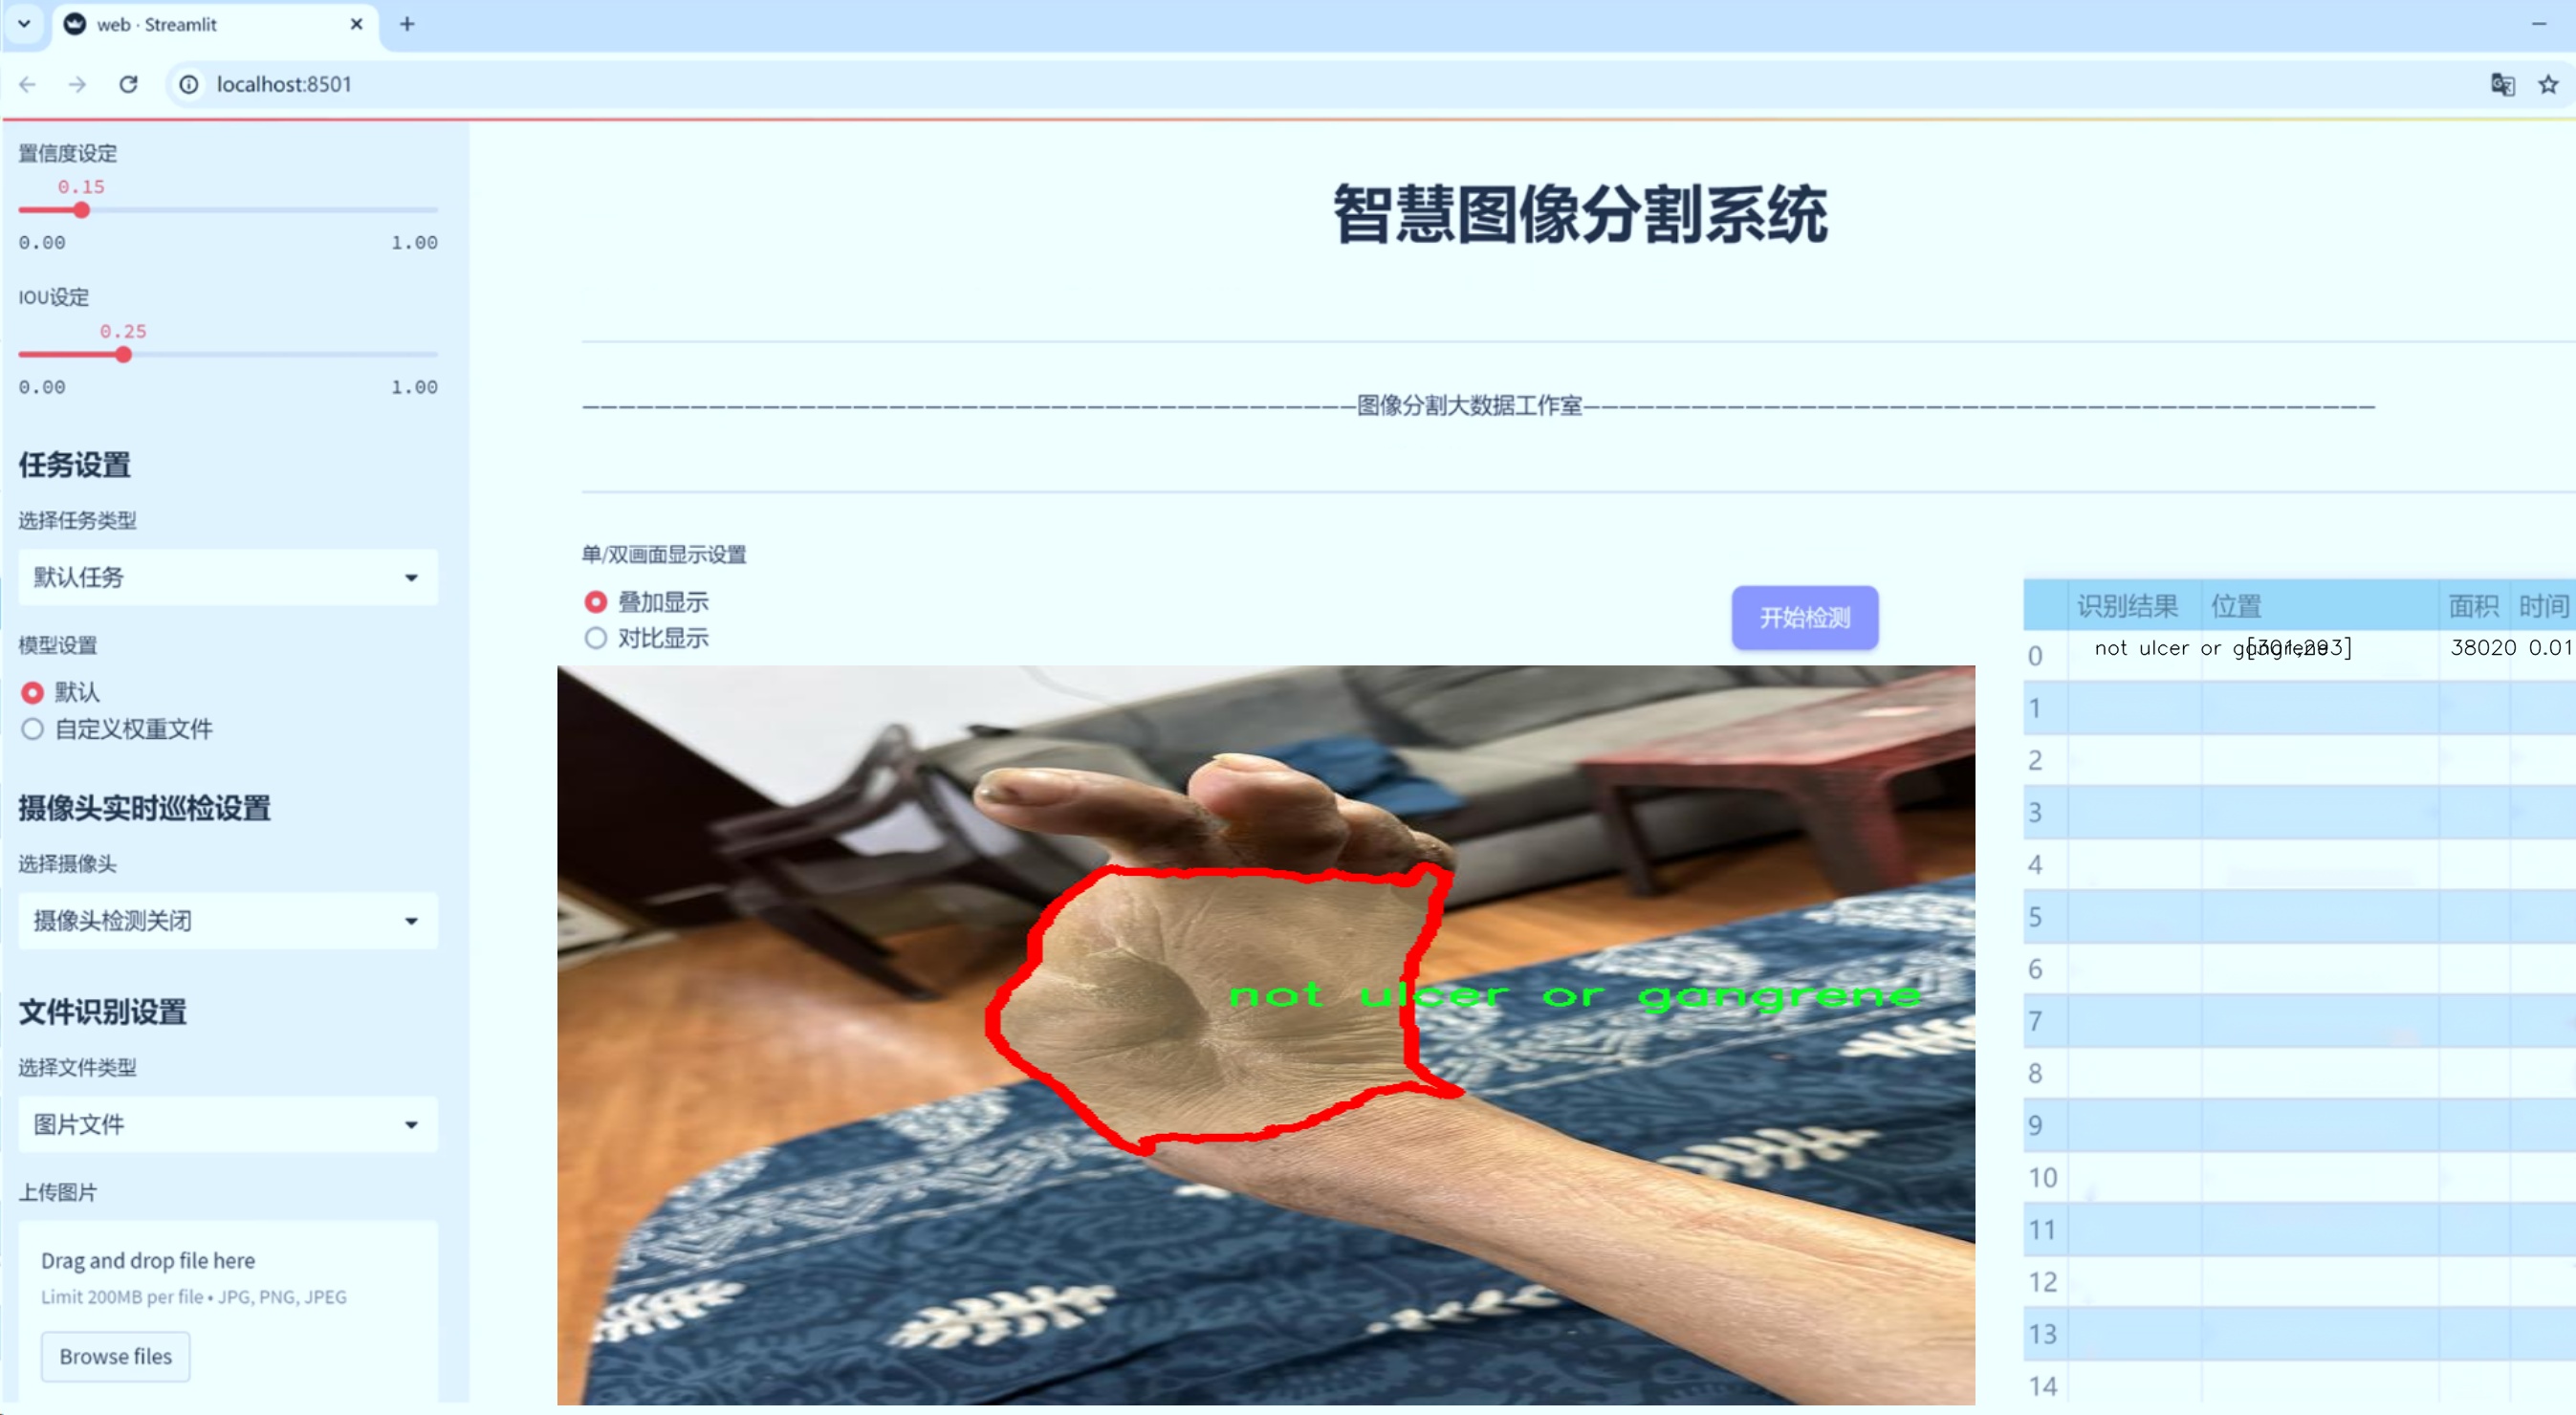 web · Streamlit
localhost:8501
置信度设定
0.15
0.00 1.00
IOU设定
0.25
0.00 1.00
任务设置
选择任务类型
默认任务
模型设置
默认
自定义权重文件
摄像头实时巡检设置
选择摄像头
摄像头检测关闭
文件识别设置
选择文件类型
图片文件
上传图片
Drag and drop file here
Limit 200MB per file • JPG, PNG, JPEG
Browse files
智慧图像分割系统
———————————————————————————————————————————图像分割大数据工作室————————————————————————————————————————————
单/双画面显示设置
叠加显示
对比显示
开始检测
not ulcer or gangrene
识别结果 位置 面积 时间
0 not ulcer or gangrene [301,293] 38020 0.01
1
2
3
4
5
6
7
8
9
10
11
12
13
14